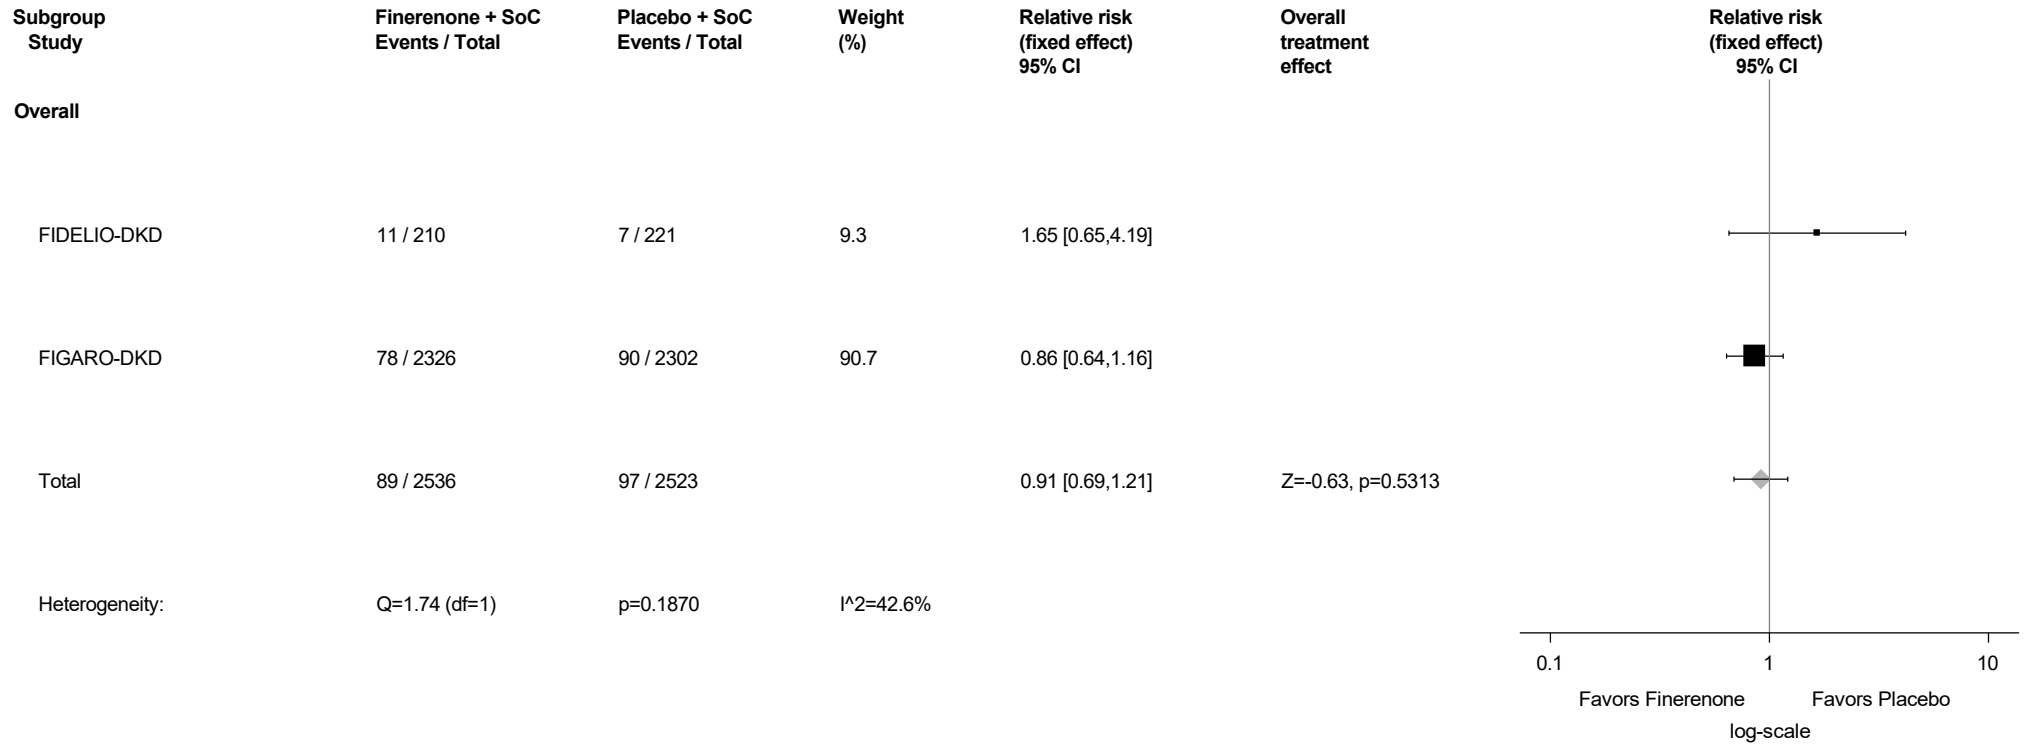 Subgroup Finerenone + SoC Placebo + SoC Weight Relative risk Overall Relative risk
Study Events / Total Events / Total (%) (fixed effect) treatment (fixed effect)
95% CI effect 95% CI
Overall
FIDELIO-DKD 11 / 210 7 / 221 9.3 1.65 [0.65,4.19]
FIGARO-DKD 78 / 2326 90 / 2302 90.7 0.86 [0.64,1.16]
Total 89 / 2536 97 / 2523 0.91 [0.69,1.21] Z=-0.63, p=0.5313
Heterogeneity: Q=1.74 (df=1) p=0.1870 I^2=42.6%
0.1 1 10
Favors Finerenone Favors Placebo
log-scale